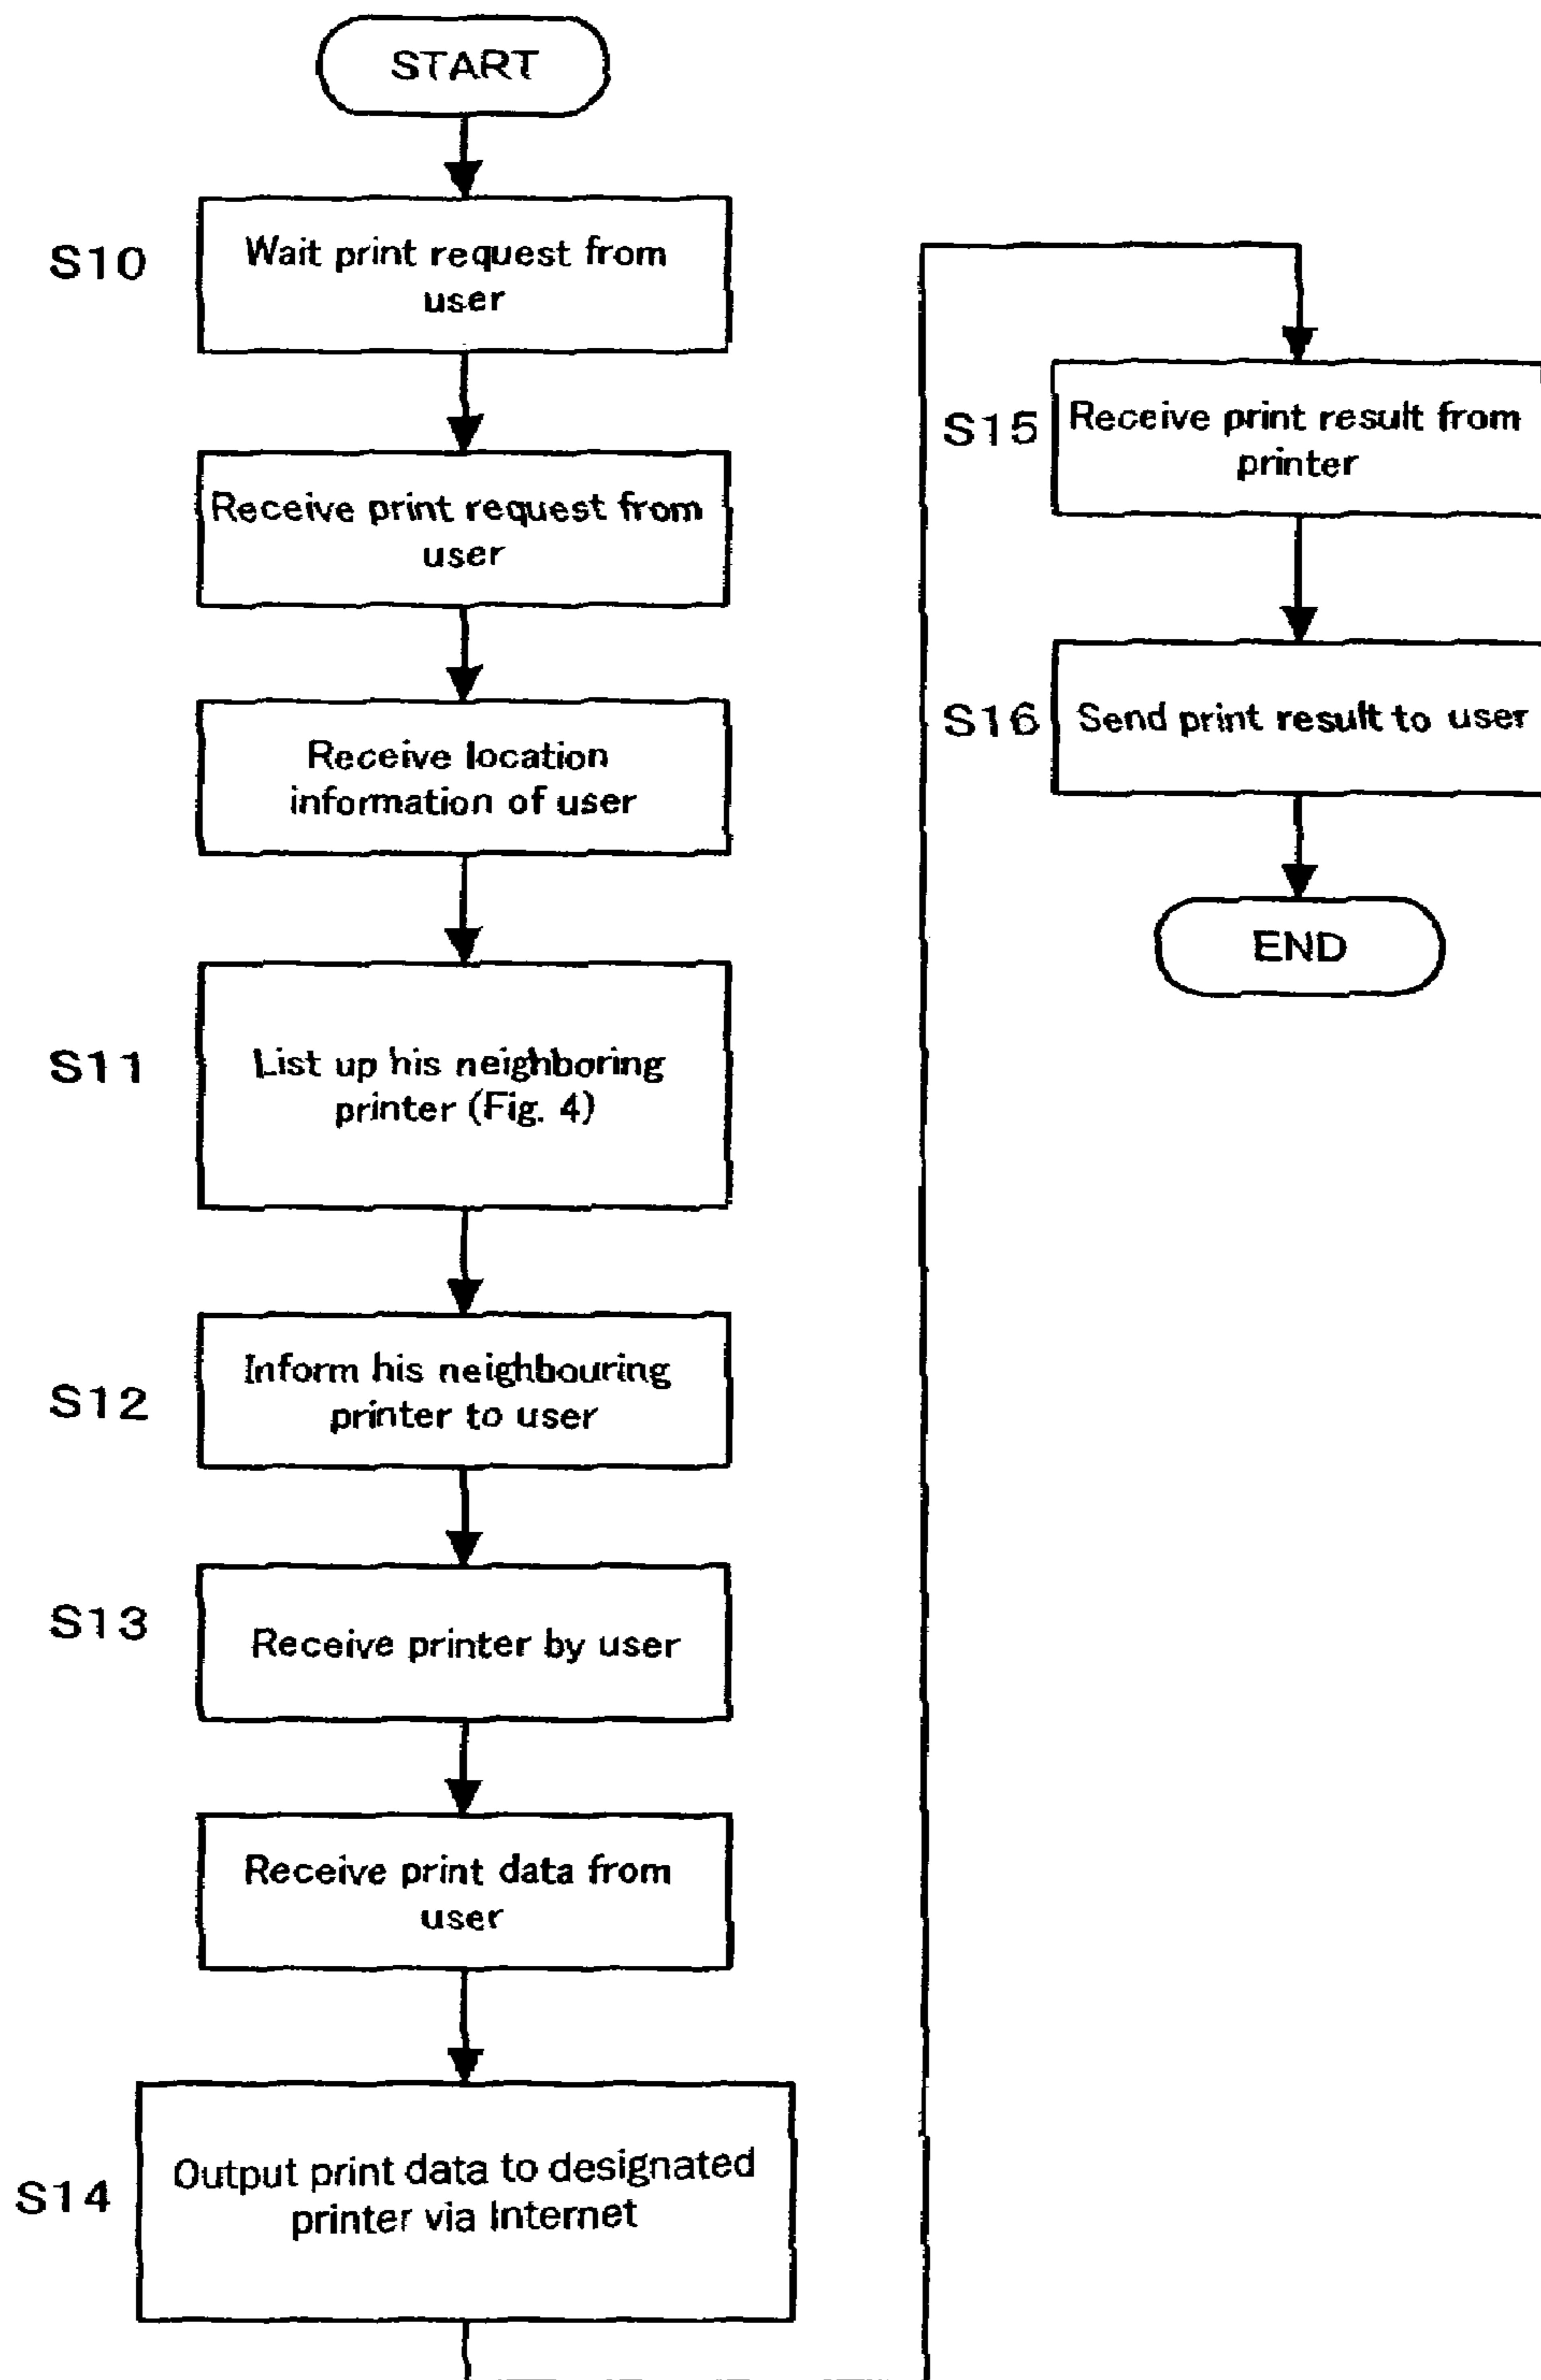 START
S10
Wait print request from
user
Receive print request from
user
Receive location
information of user
S11
List up his neighboring
printer (Fig. 4)
S12
Inform his neighbouring
printer to user
S13
Receive printer by user
Receive print data from
user
S14
Output print data to designated
printer via Internet
S15
Receive print result from
printer
S16
Send print result to user
END